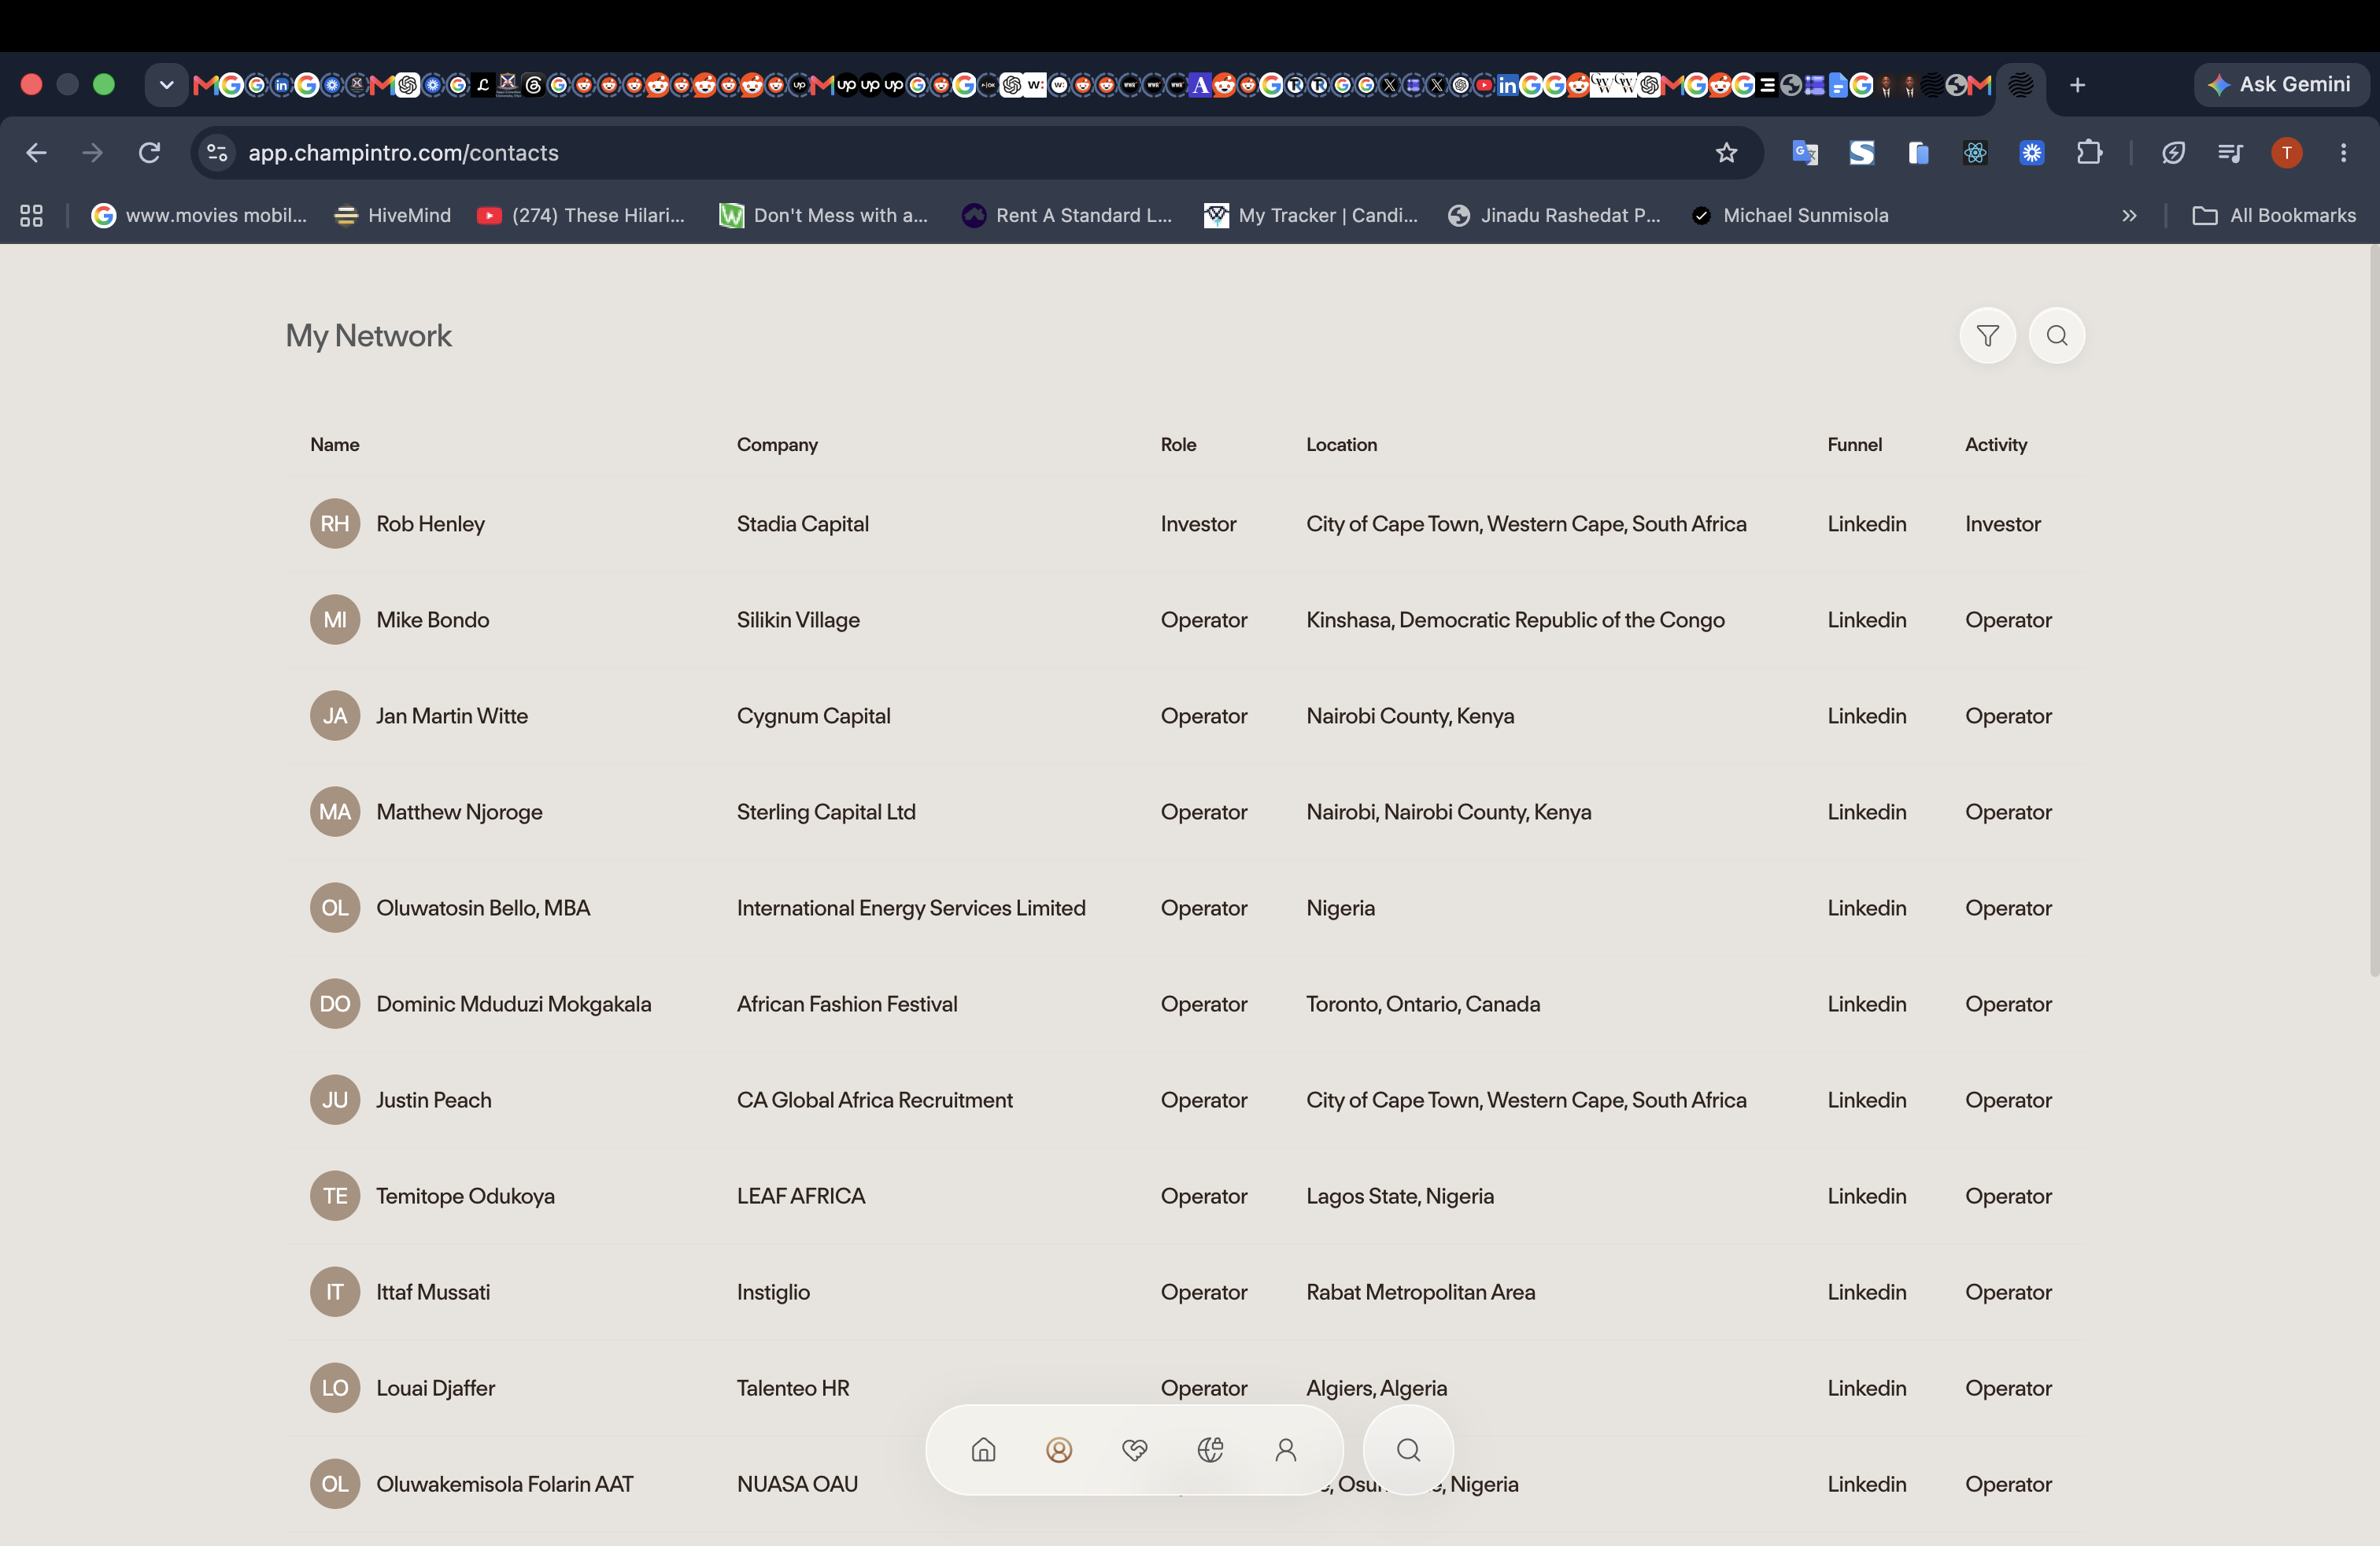 Ask Gemini
app.champintro.com/contacts
T
www.movies mobil... HiveMind (274) These Hilari... Don't Mess with a... Rent A Standard L... My Tracker | Candi... Jinadu Rashedat P... Michael Sunmisola » All Bookmarks
My Network
Name Company Role Location Funnel Activity
RH Rob Henley Stadia Capital Investor City of Cape Town, Western Cape, South Africa Linkedin Investor
MI Mike Bondo Silikin Village Operator Kinshasa, Democratic Republic of the Congo Linkedin Operator
JA Jan Martin Witte Cygnum Capital Operator Nairobi County, Kenya Linkedin Operator
MA Matthew Njoroge Sterling Capital Ltd Operator Nairobi, Nairobi County, Kenya Linkedin Operator
OL Oluwatosin Bello, MBA International Energy Services Limited Operator Nigeria Linkedin Operator
DO Dominic Mduduzi Mokgakala African Fashion Festival Operator Toronto, Ontario, Canada Linkedin Operator
JU Justin Peach CA Global Africa Recruitment Operator City of Cape Town, Western Cape, South Africa Linkedin Operator
TE Temitope Odukoya LEAF AFRICA Operator Lagos State, Nigeria Linkedin Operator
IT Ittaf Mussati Instiglio Operator Rabat Metropolitan Area Linkedin Operator
LO Louai Djaffer Talenteo HR Operator Algiers, Algeria Linkedin Operator
OL Oluwakemisola Folarin AAT NUASA OAU Nigeria Linkedin Operator